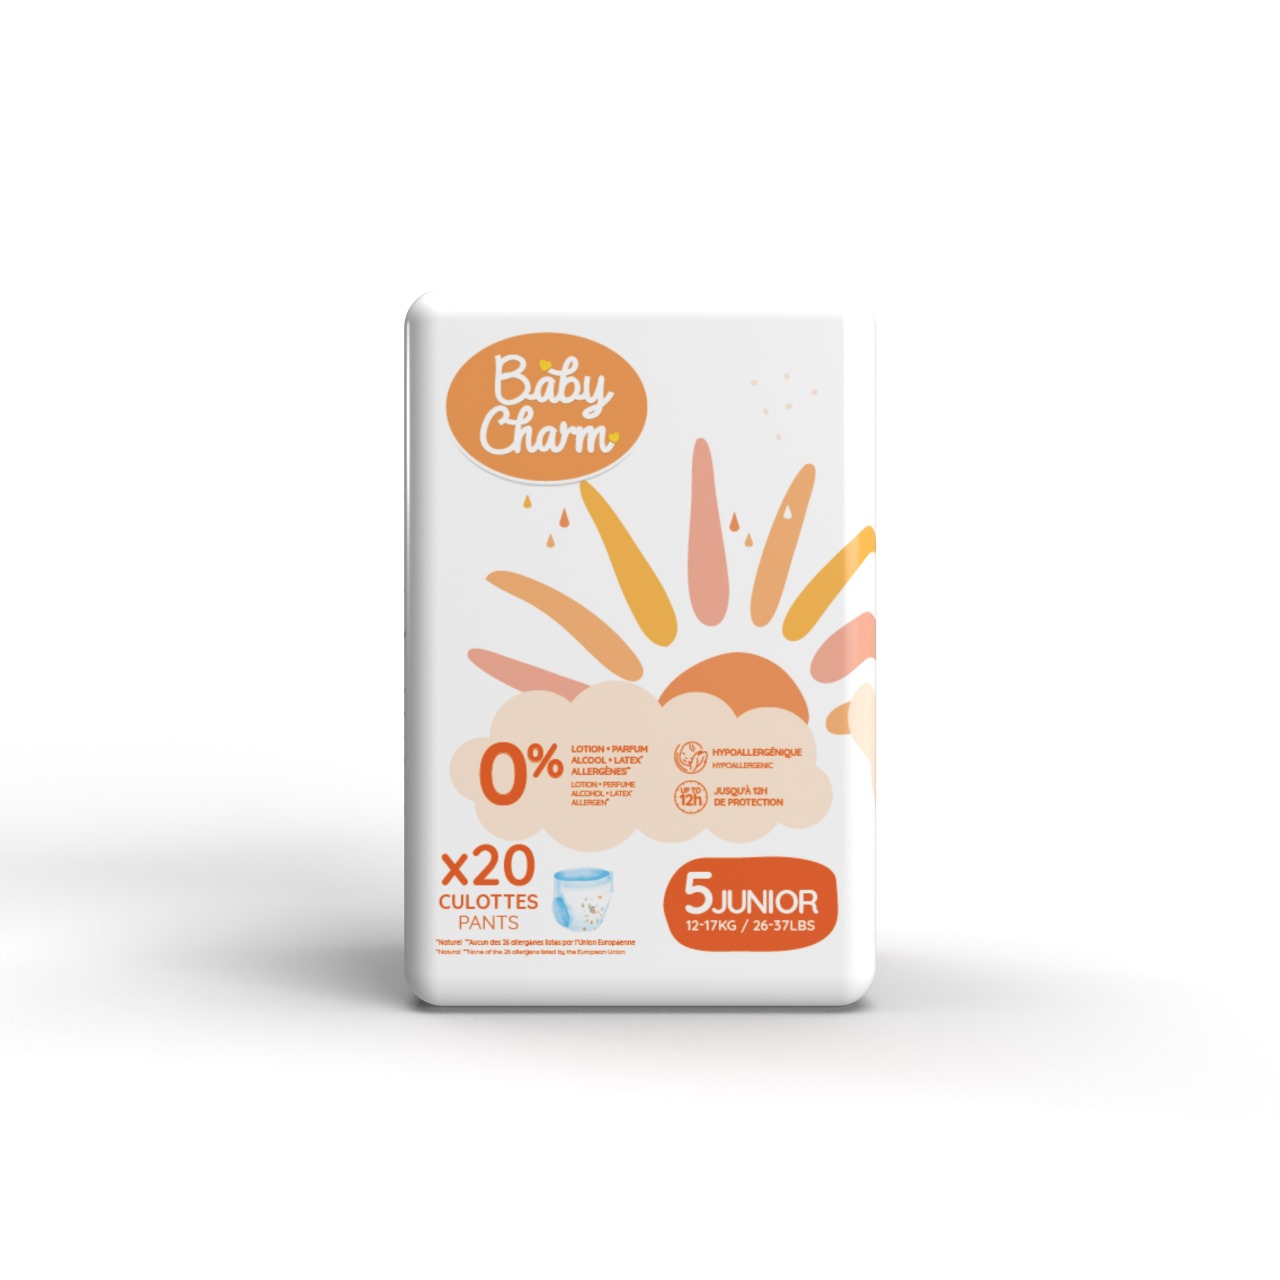 Baby
Charm
0%
LOTION • PARFUM
ALCOOL • LATEX*
ALLERGÈNES**
LOTION • PERFUME
ALCOHOL • LATEX*
ALLERGEN**
HYPOALLERGÉNIQUE
HYPOALLERGENIC
UP TO
12h
JUSQU'À 12H
DE PROTECTION
x20
CULOTTES
PANTS
5 JUNIOR
12-17KG / 26-37LBS
*Naturel **Aucun des 26 allergènes listés par l'Union Européenne
*Natural **None of the 26 allergens listed by the European Union